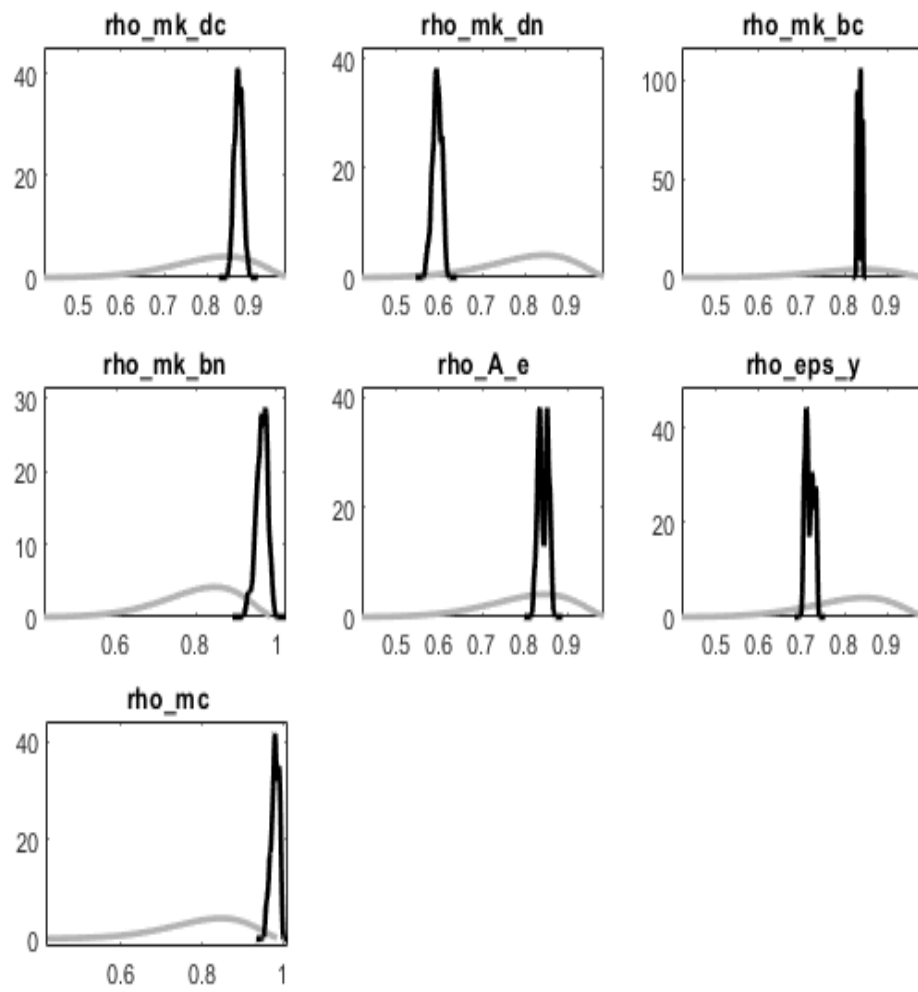 rho_mk_dc rho_mk_dn rho_mk_bc
40 40 100
20 20 50
0 0 0
0.5 0.6 0.7 0.8 0.9 0.5 0.6 0.7 0.8 0.9 0.5 0.6 0.7 0.8 0.9
rho_mk_bn rho_A_e rho_eps_y
30 40 40
20 20 20
10
0 0 0
0.6 0.8 1 0.5 0.6 0.7 0.8 0.9 0.5 0.6 0.7 0.8 0.9
rho_mc
40
20
0
0.6 0.8 1